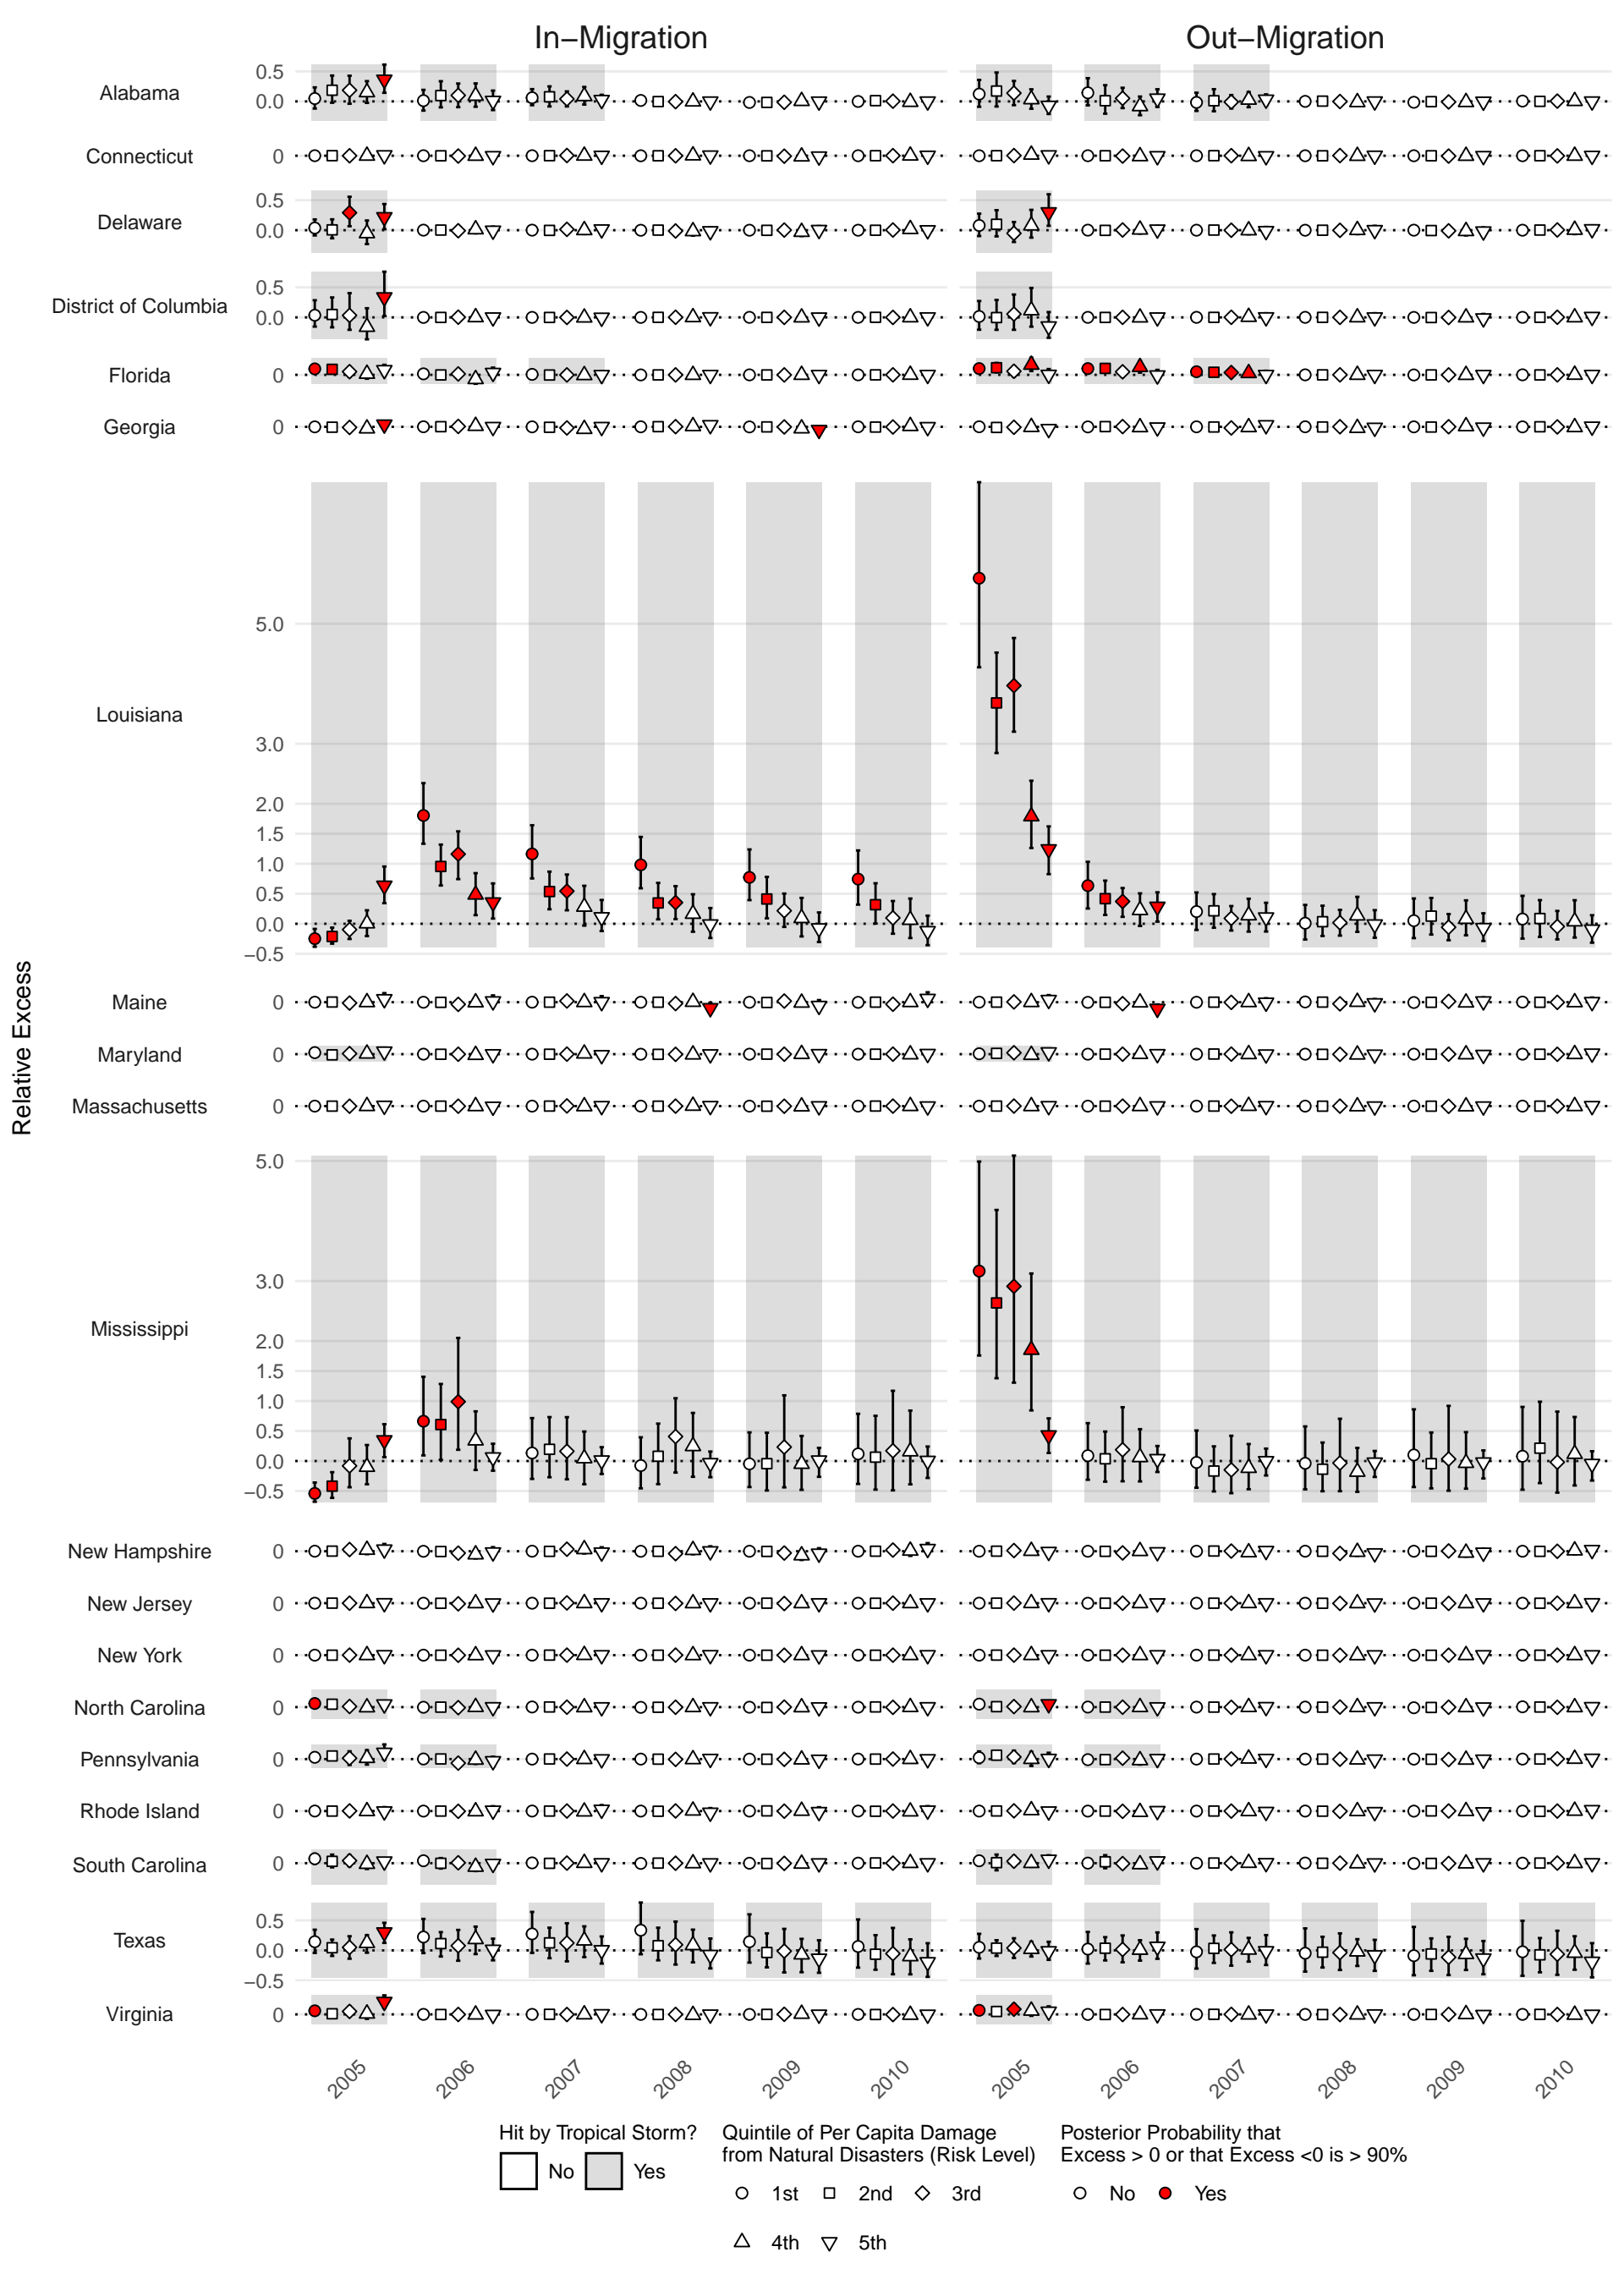 In−Migration
Out−Migration
Alabama
0.5
0.0
Connecticut
0
Delaware
0.5
0.0
District of Columbia
0.5
0.0
Florida
0
Georgia
0
Louisiana
5.0
3.0
2.0
1.5
1.0
0.5
0.0
−0.5
Relative Excess
Maine
0
Maryland
0
Massachusetts
0
Mississippi
5.0
3.0
2.0
1.5
1.0
0.5
0.0
−0.5
New Hampshire
0
New Jersey
0
New York
0
North Carolina
0
Pennsylvania
0
Rhode Island
0
South Carolina
0
Texas
0.5
0.0
−0.5
Virginia
0
2005 2006 2007 2008 2009 2010
2005 2006 2007 2008 2009 2010
Hit by Tropical Storm?
No Yes
Quintile of Per Capita Damage
from Natural Disasters (Risk Level)
1st 2nd 3rd
4th 5th
Posterior Probability that
Excess > 0 or that Excess <0 is > 90%
No Yes